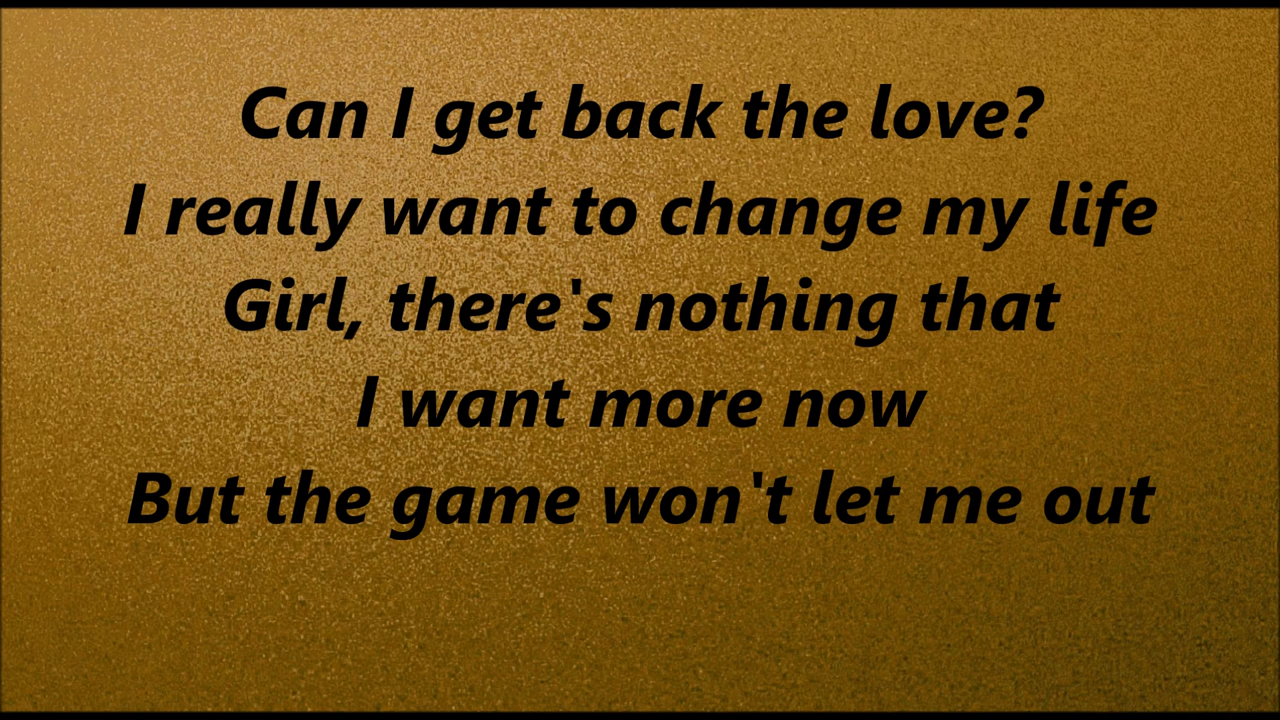 Can I get back the love?
I really want to change my life
Girl, there's nothing that
I want more now
But the game won't let me out